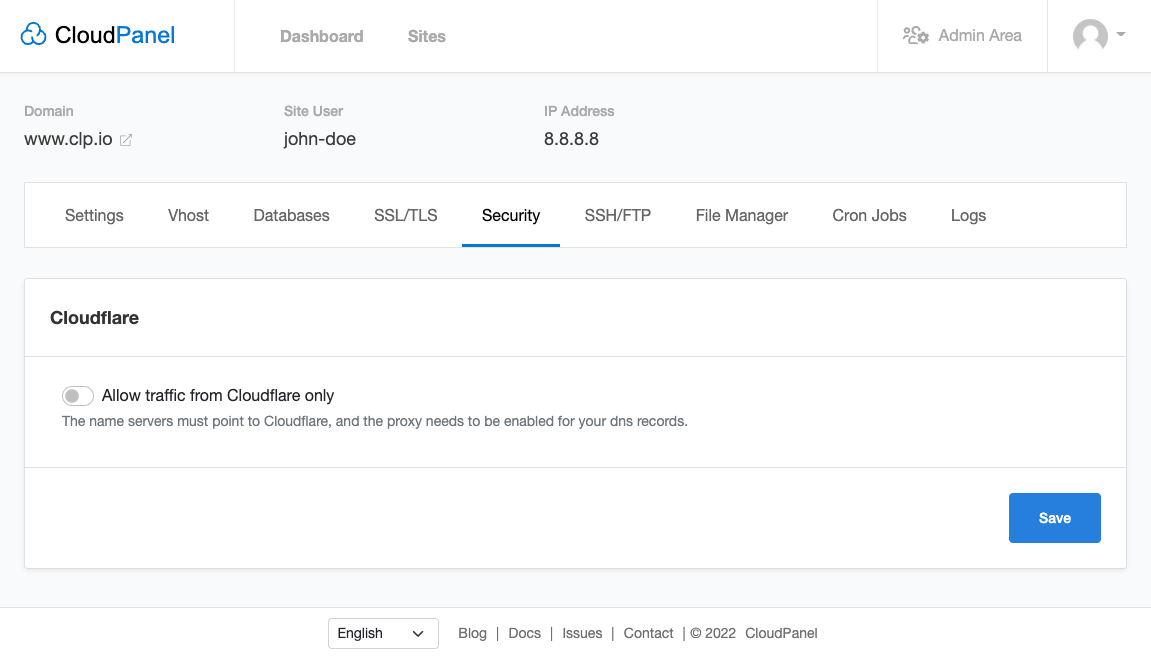 CloudPanel Dashboard Sites Admin Area
Domain Site User IP Address
www.clp.io john-doe 8.8.8.8
Settings Vhost Databases SSL/TLS Security SSH/FTP File Manager Cron Jobs Logs
Cloudflare
Allow traffic from Cloudflare only
The name servers must point to Cloudflare, and the proxy needs to be enabled for your dns records.
Save
English Blog | Docs | Issues | Contact | © 2022 CloudPanel